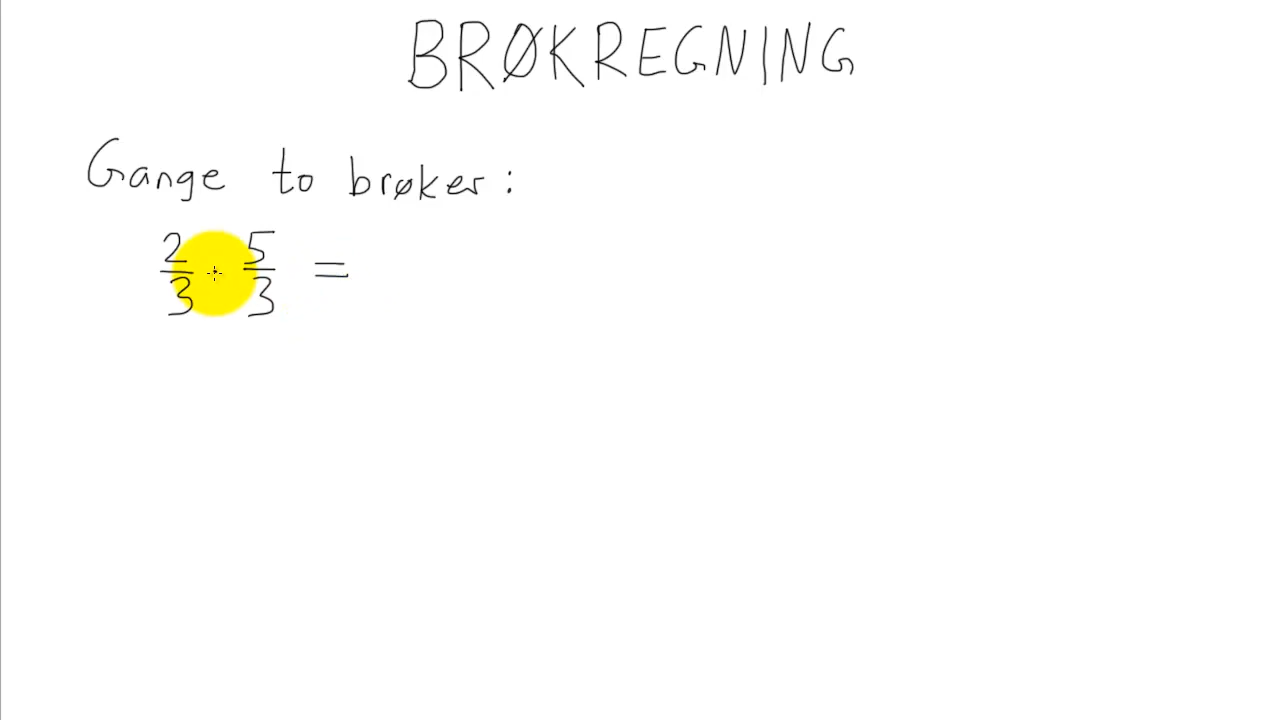 BRØKREGNING
Gange to brøker:
2/3 · 5/3 =